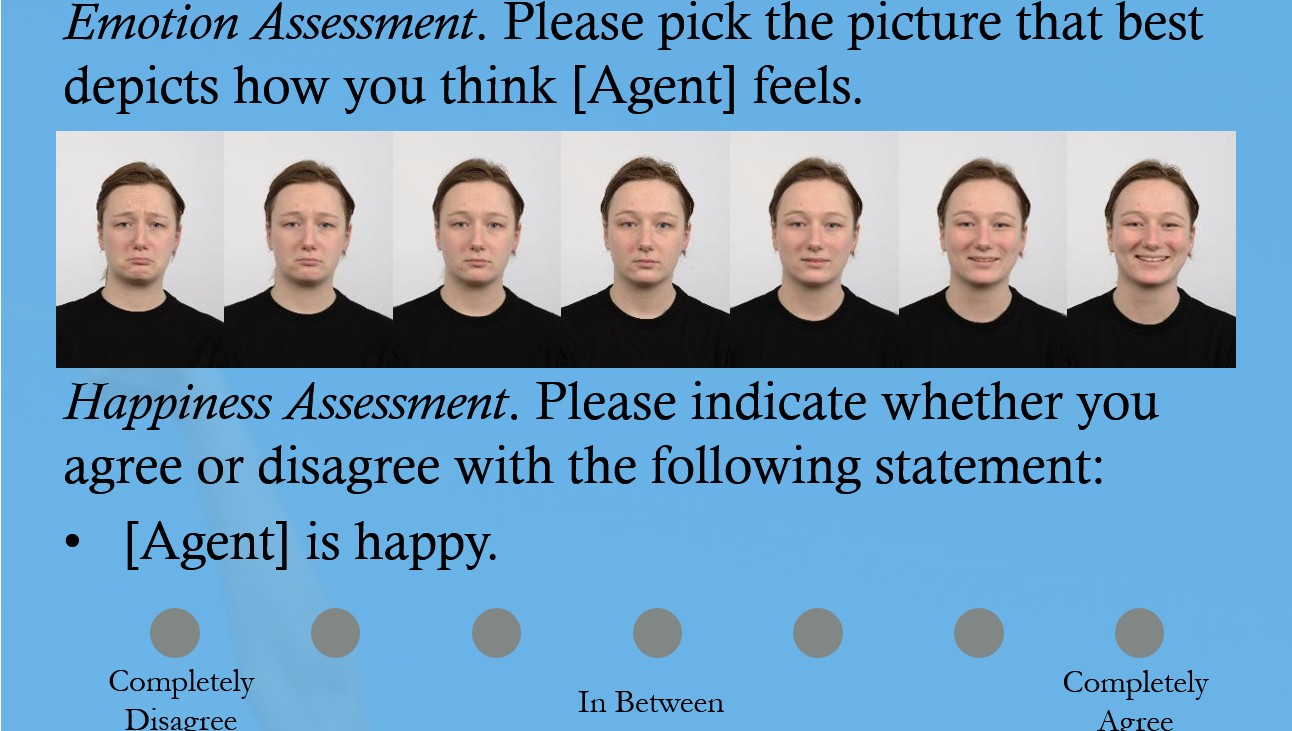 Emotion Assessment. Please pick the picture that best
depicts how you think [Agent] feels.
Happiness Assessment. Please indicate whether you
agree or disagree with the following statement:
• [Agent] is happy.
Completely
Disagree
In Between
Completely
Agree